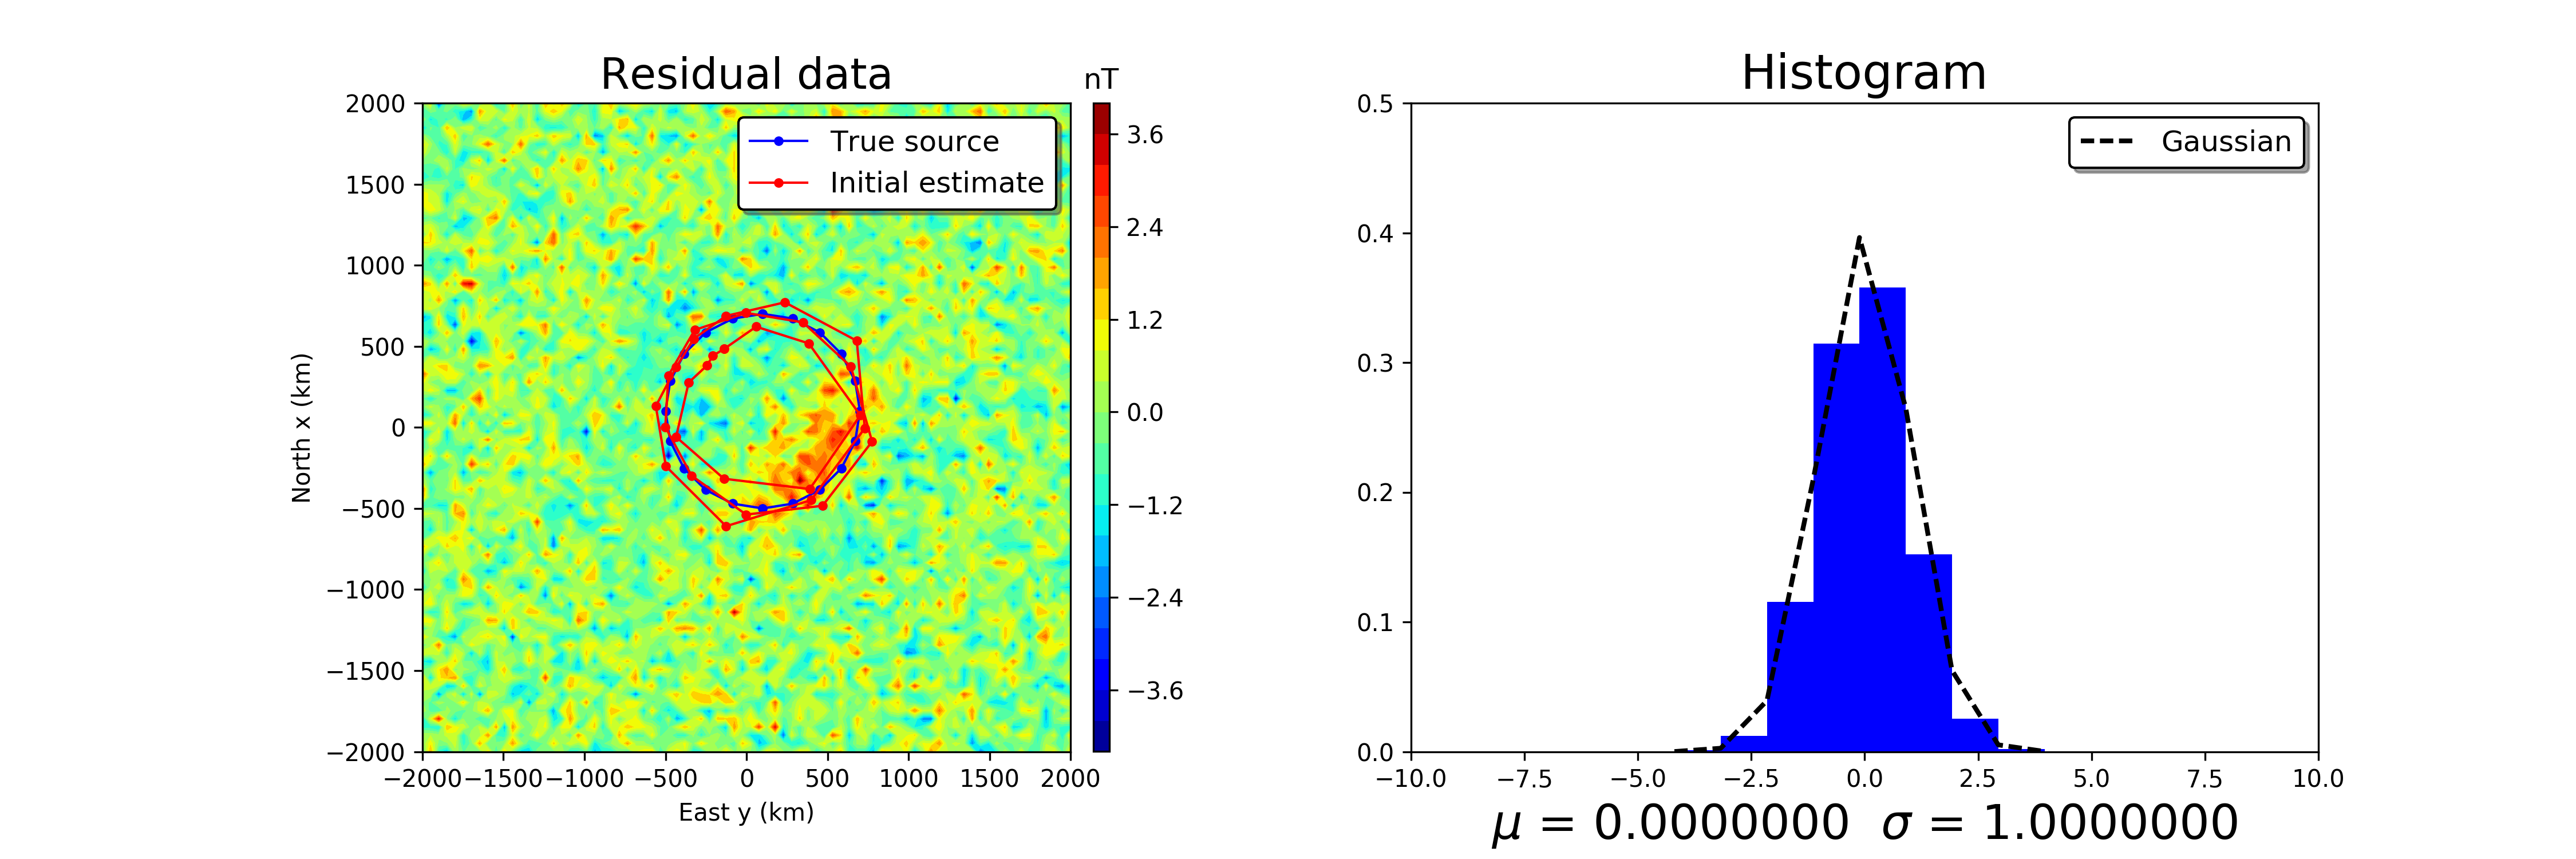 Residual data
nT
True source
Initial estimate
2000
1500
1000
500
0
−500
−1000
−1500
−2000
North x (km)
−2000 −1500 −1000 −500 0 500 1000 1500 2000
East y (km)
3.6
2.4
1.2
0.0
−1.2
−2.4
−3.6
Histogram
Gaussian
0.5
0.4
0.3
0.2
0.1
0.0
−10.0 −7.5 −5.0 −2.5 0.0 2.5 5.0 7.5 10.0
μ = 0.0000000 σ = 1.0000000